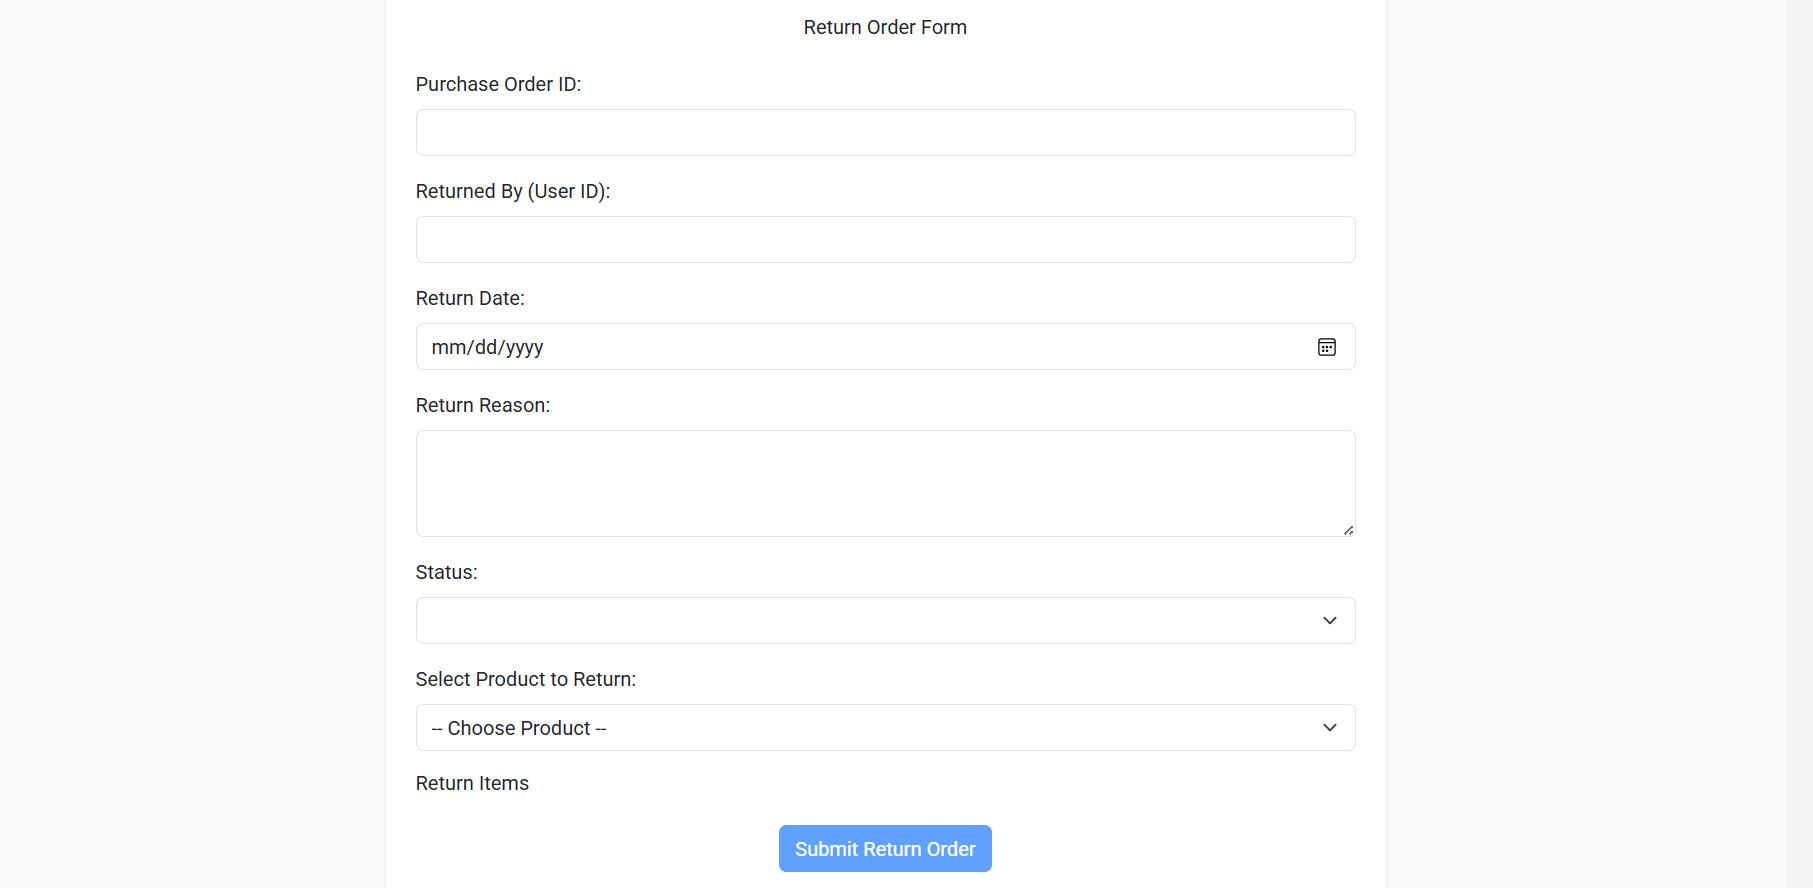 Return Order Form
Purchase Order ID:
Returned By (User ID):
Return Date:
mm/dd/yyyy
Return Reason:
Status:
Select Product to Return:
-- Choose Product --
Return Items
Submit Return Order